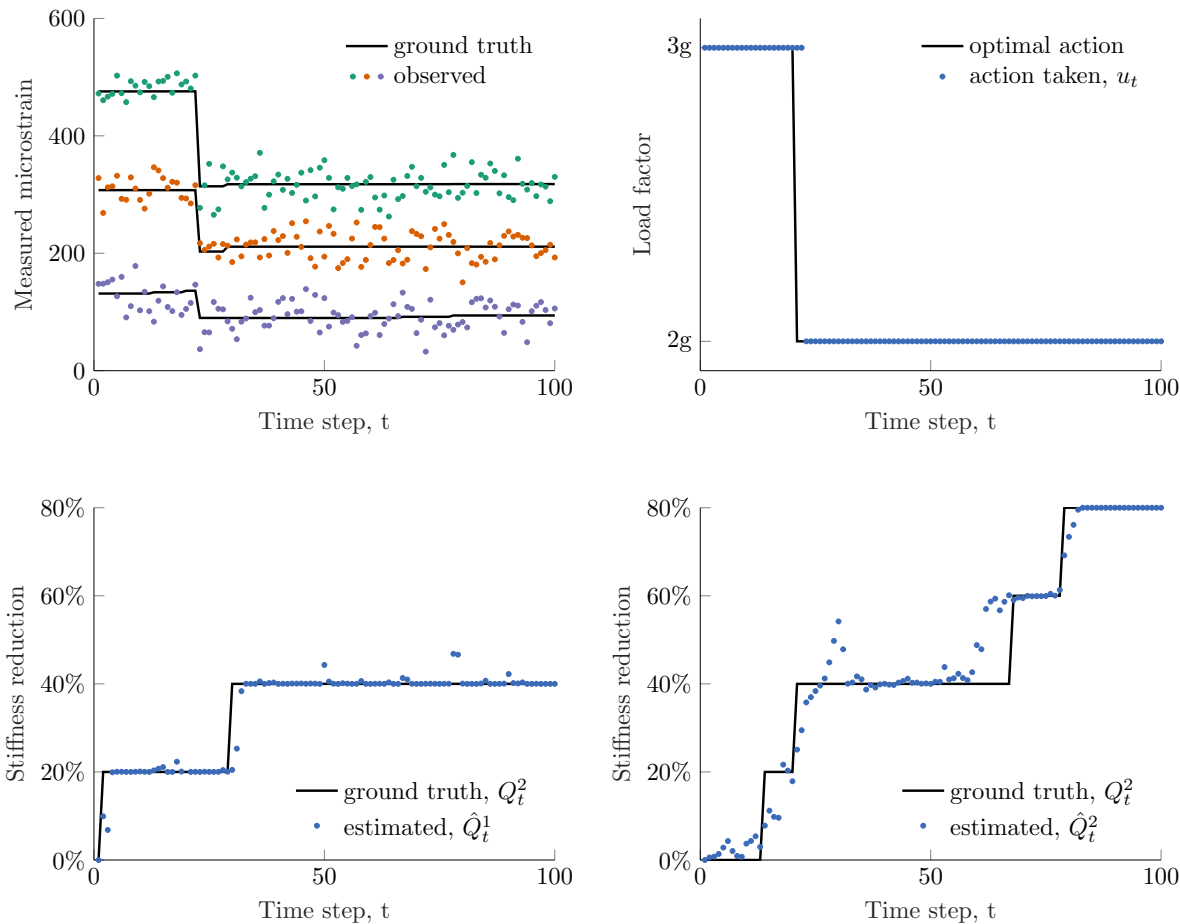 600
400
200
0
Measured microstrain
ground truth
observed
0
50
100
Time step, t
3g
2g
Load factor
optimal action
action taken, uₜ
0
50
100
Time step, t
80%
60%
40%
20%
0%
Stiffness reduction
ground truth, Q²ₜ
estimated, Q̂¹ₜ
0
50
100
Time step, t
80%
60%
40%
20%
0%
Stiffness reduction
ground truth, Q²ₜ
estimated, Q̂²ₜ
0
50
100
Time step, t